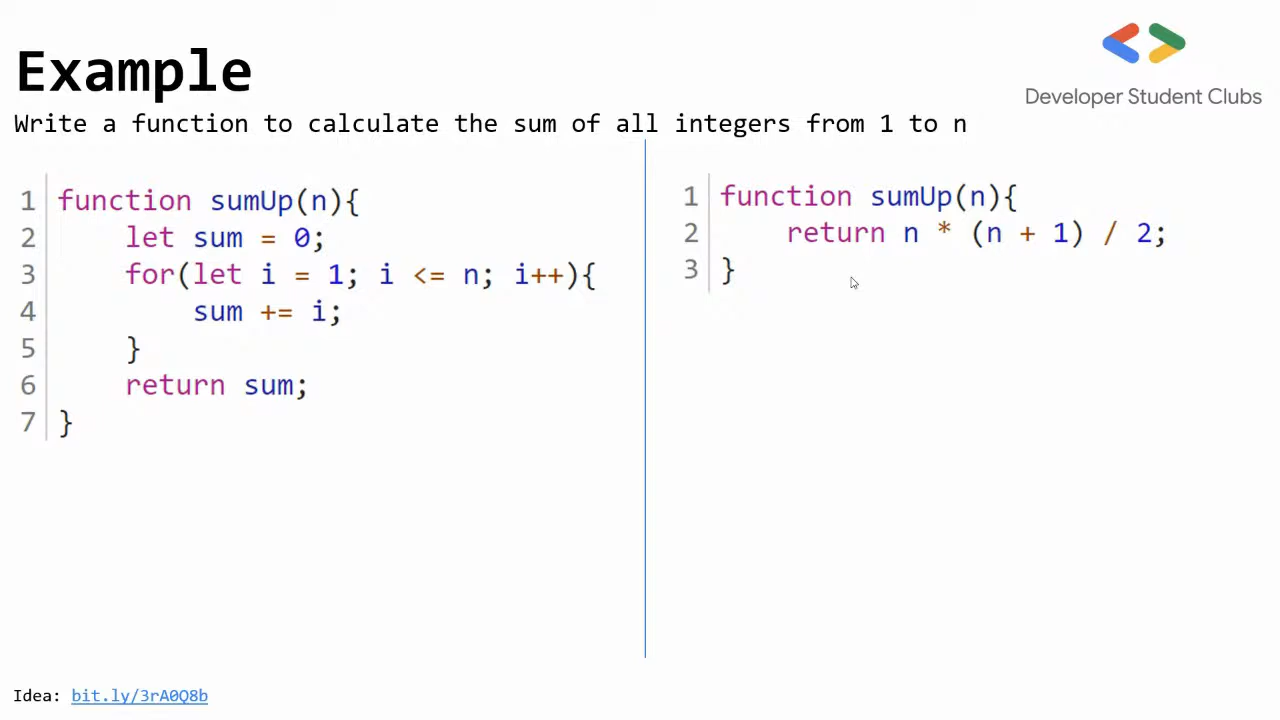 Example
Developer Student Clubs
Write a function to calculate the sum of all integers from 1 to n
1 function sumUp(n){
2     let sum = 0;
3     for(let i = 1; i <= n; i++){
4         sum += i;
5     }
6     return sum;
7 }
1 function sumUp(n){
2     return n * (n + 1) / 2;
3 }
Idea: bit.ly/3rA0Q8b